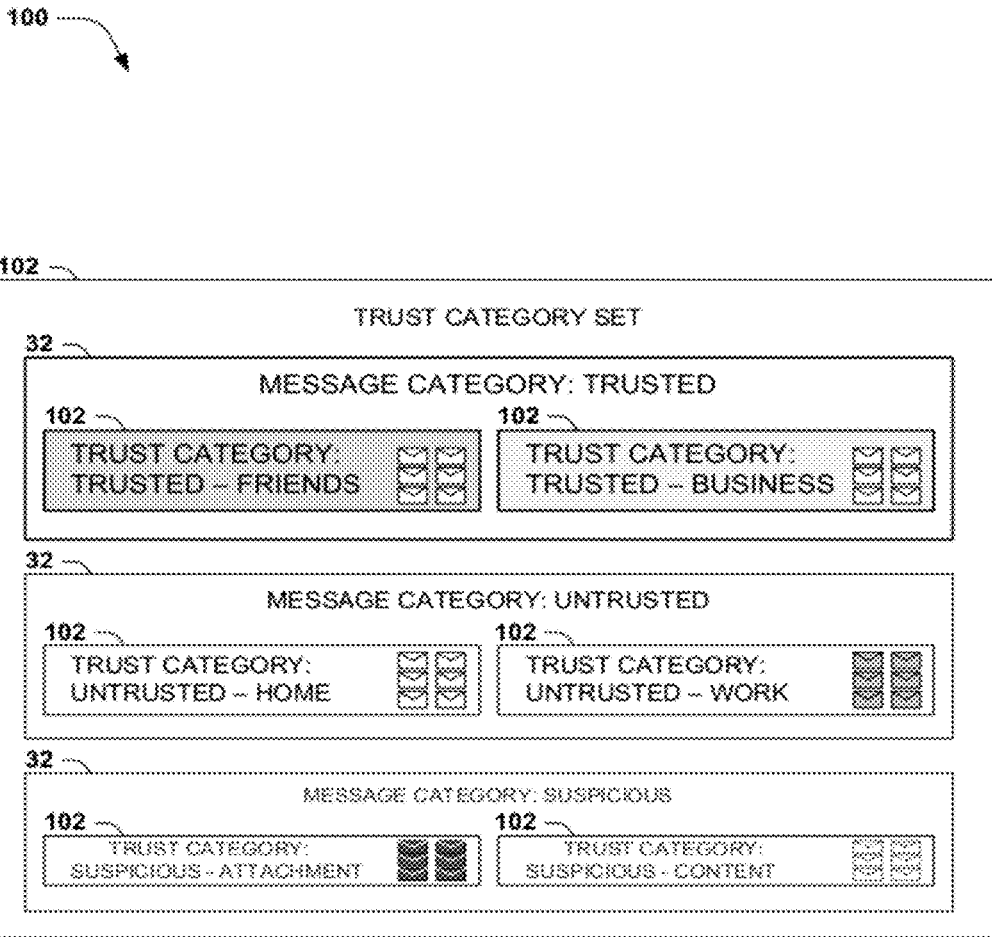 100
102
TRUST CATEGORY SET
32
MESSAGE CATEGORY: TRUSTED
102
TRUST CATEGORY:
TRUSTED – FRIENDS
102
TRUST CATEGORY:
TRUSTED – BUSINESS
32
MESSAGE CATEGORY: UNTRUSTED
102
TRUST CATEGORY:
UNTRUSTED – HOME
102
TRUST CATEGORY:
UNTRUSTED – WORK
32
MESSAGE CATEGORY: SUSPICIOUS
102
TRUST CATEGORY:
SUSPICIOUS - ATTACHMENT
102
TRUST CATEGORY:
SUSPICIOUS - CONTENT